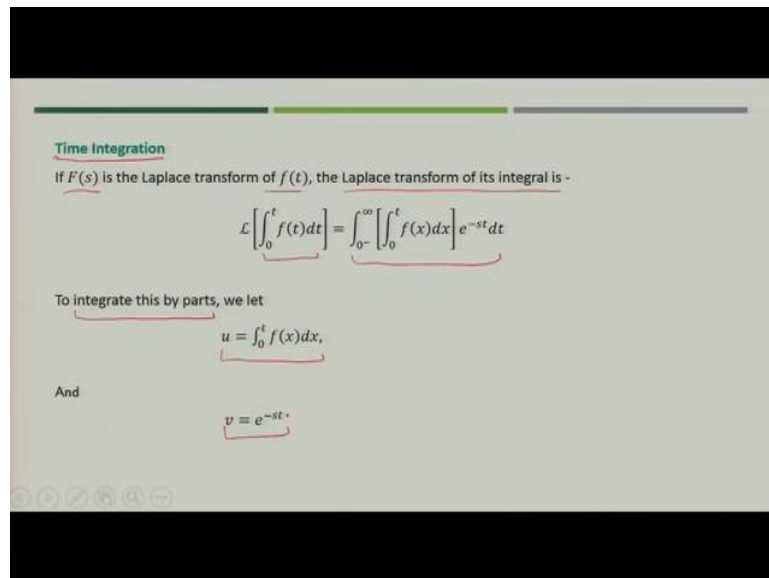 Time Integration
If F(s) is the Laplace transform of f(t), the Laplace transform of its integral is -
ℒ[∫₀ᵗ f(t)dt] = ∫₀₋^∞ [∫₀ᵗ f(x)dx] e^{-st}dt
To integrate this by parts, we let
u = ∫₀ᵗ f(x)dx,
And
v = e^{-st}